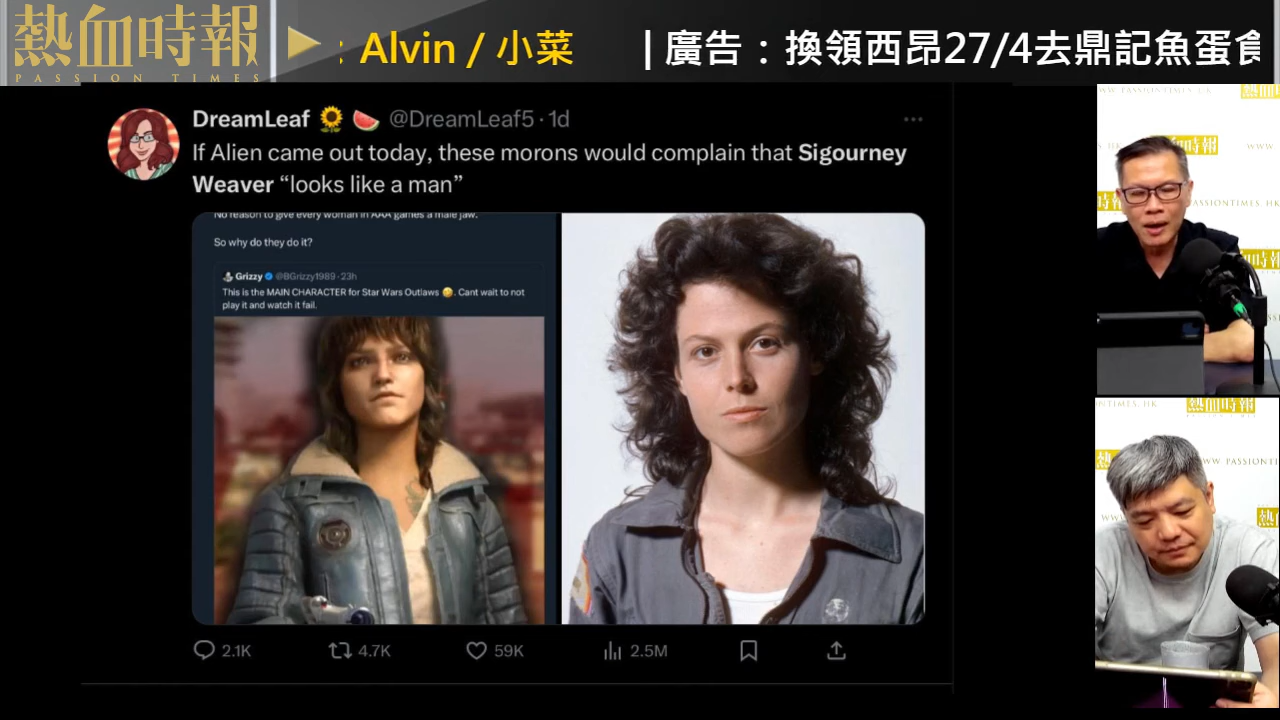 熱血時報
PASSION TIMES
: Alvin / 小菜 | 廣告：換領西昂27/4去鼎記魚蛋食
DreamLeaf 🌻 🍉 @DreamLeaf5 · 1d
If Alien came out today, these morons would complain that Sigourney
Weaver “looks like a man”
No reason to give every woman in AAA games a male jaw.
So why do they do it?
Grizzy @BGrizzy1989 · 23h
This is the MAIN CHARACTER for Star Wars Outlaws 🤣. Cant wait to not
play it and watch it fail.
2.1K 4.7K 59K 2.5M